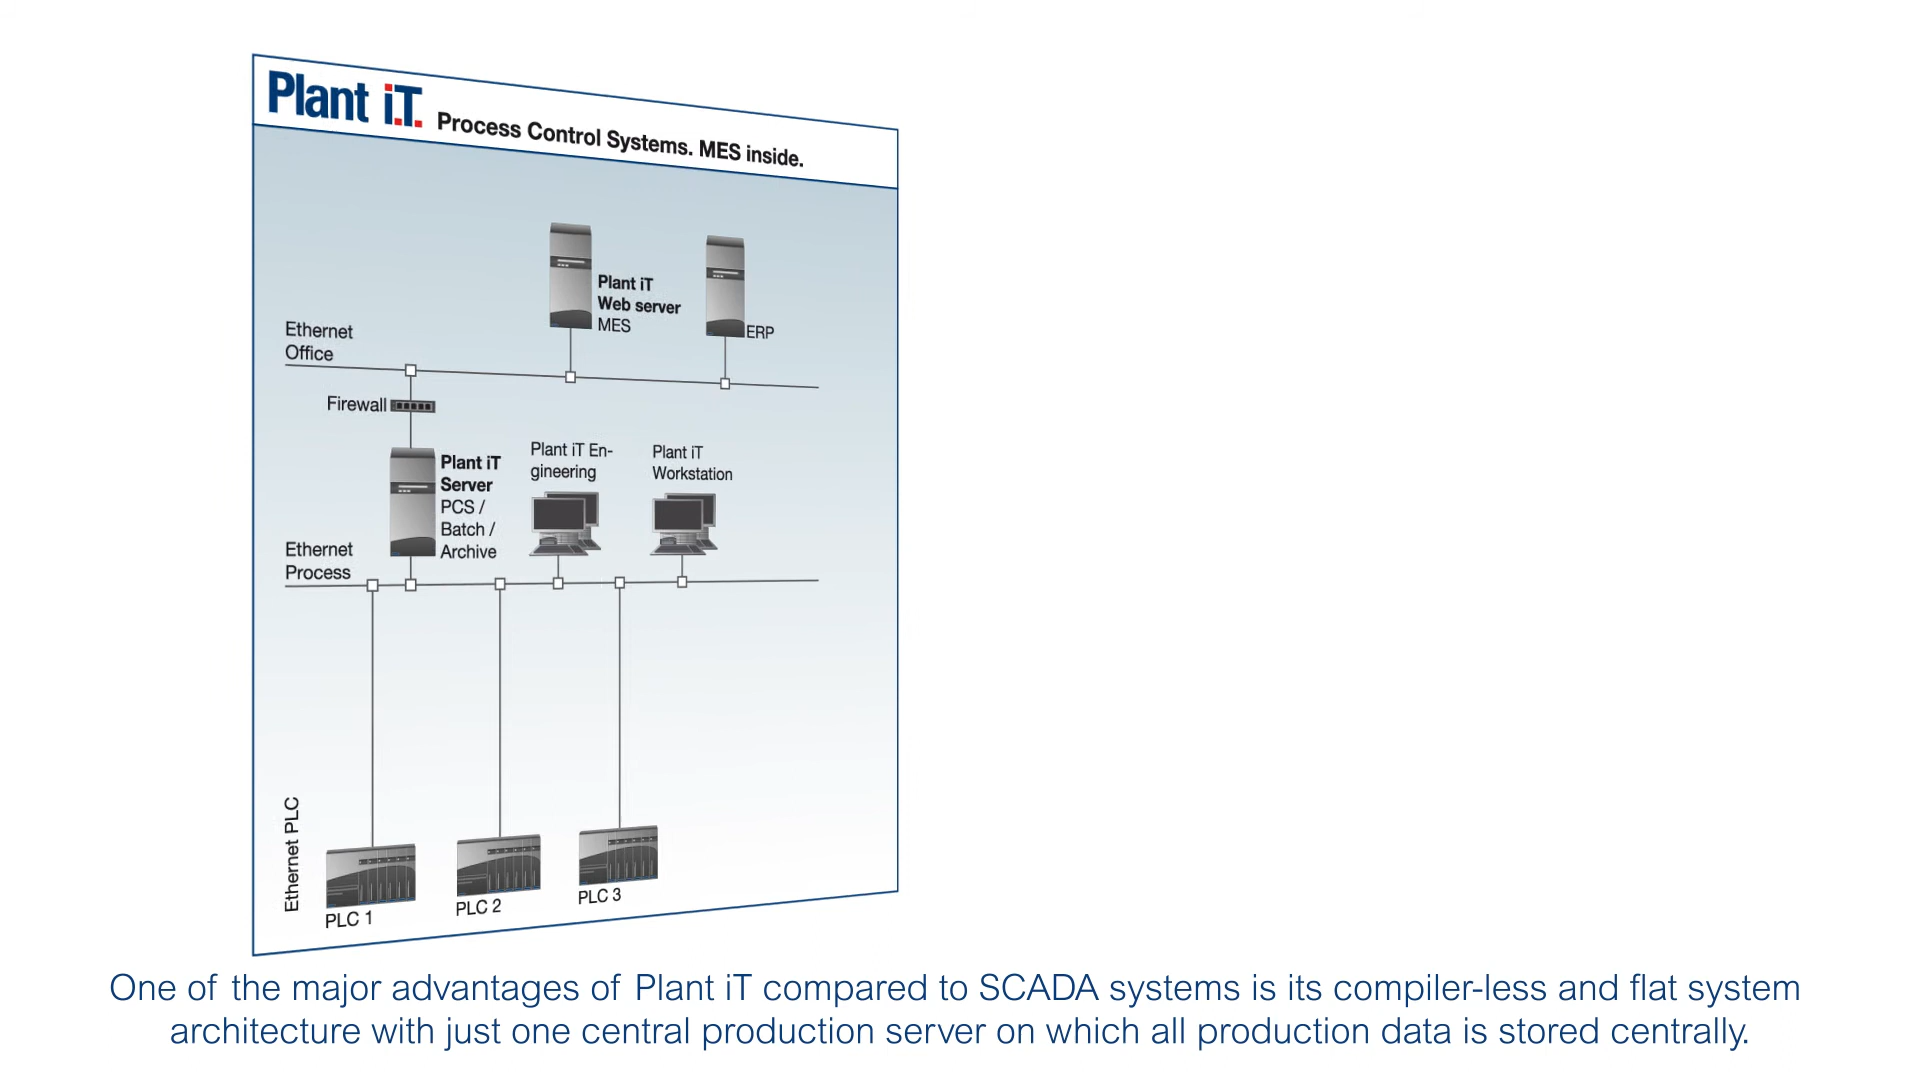 Plant i.T.
Process Control Systems. MES inside.
Plant iT
Web server
MES
ERP
Ethernet
Office
Firewall
Plant iT
Server
PCS /
Batch /
Archive
Plant iT En-
gineering
Plant iT
Workstation
Ethernet
Process
Ethernet PLC
PLC 1
PLC 2
PLC 3
One of the major advantages of Plant iT compared to SCADA systems is its compiler-less and flat system
architecture with just one central production server on which all production data is stored centrally.